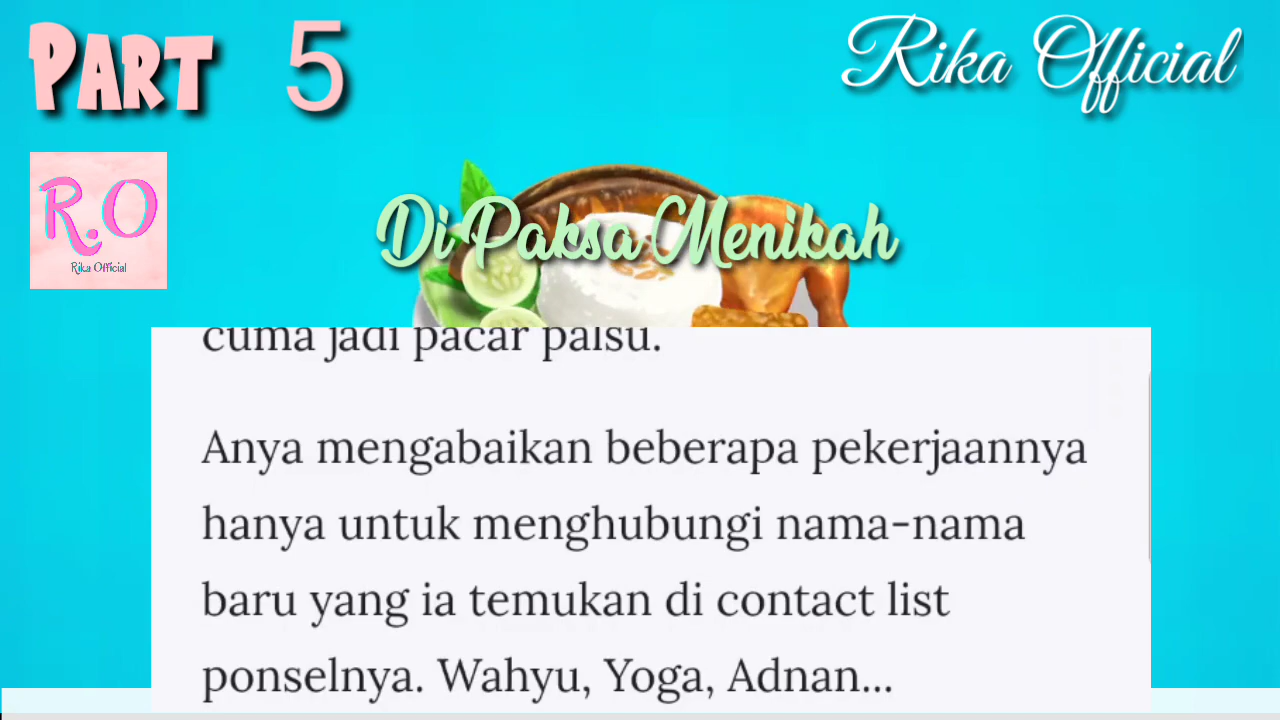 PART 5
Rika Official
R.O
Rika Official
Di Paksa Menikah
cuma jadi pacar palsu.
Anya mengabaikan beberapa pekerjaannya
hanya untuk menghubungi nama-nama
baru yang ia temukan di contact list
ponselnya. Wahyu, Yoga, Adnan...